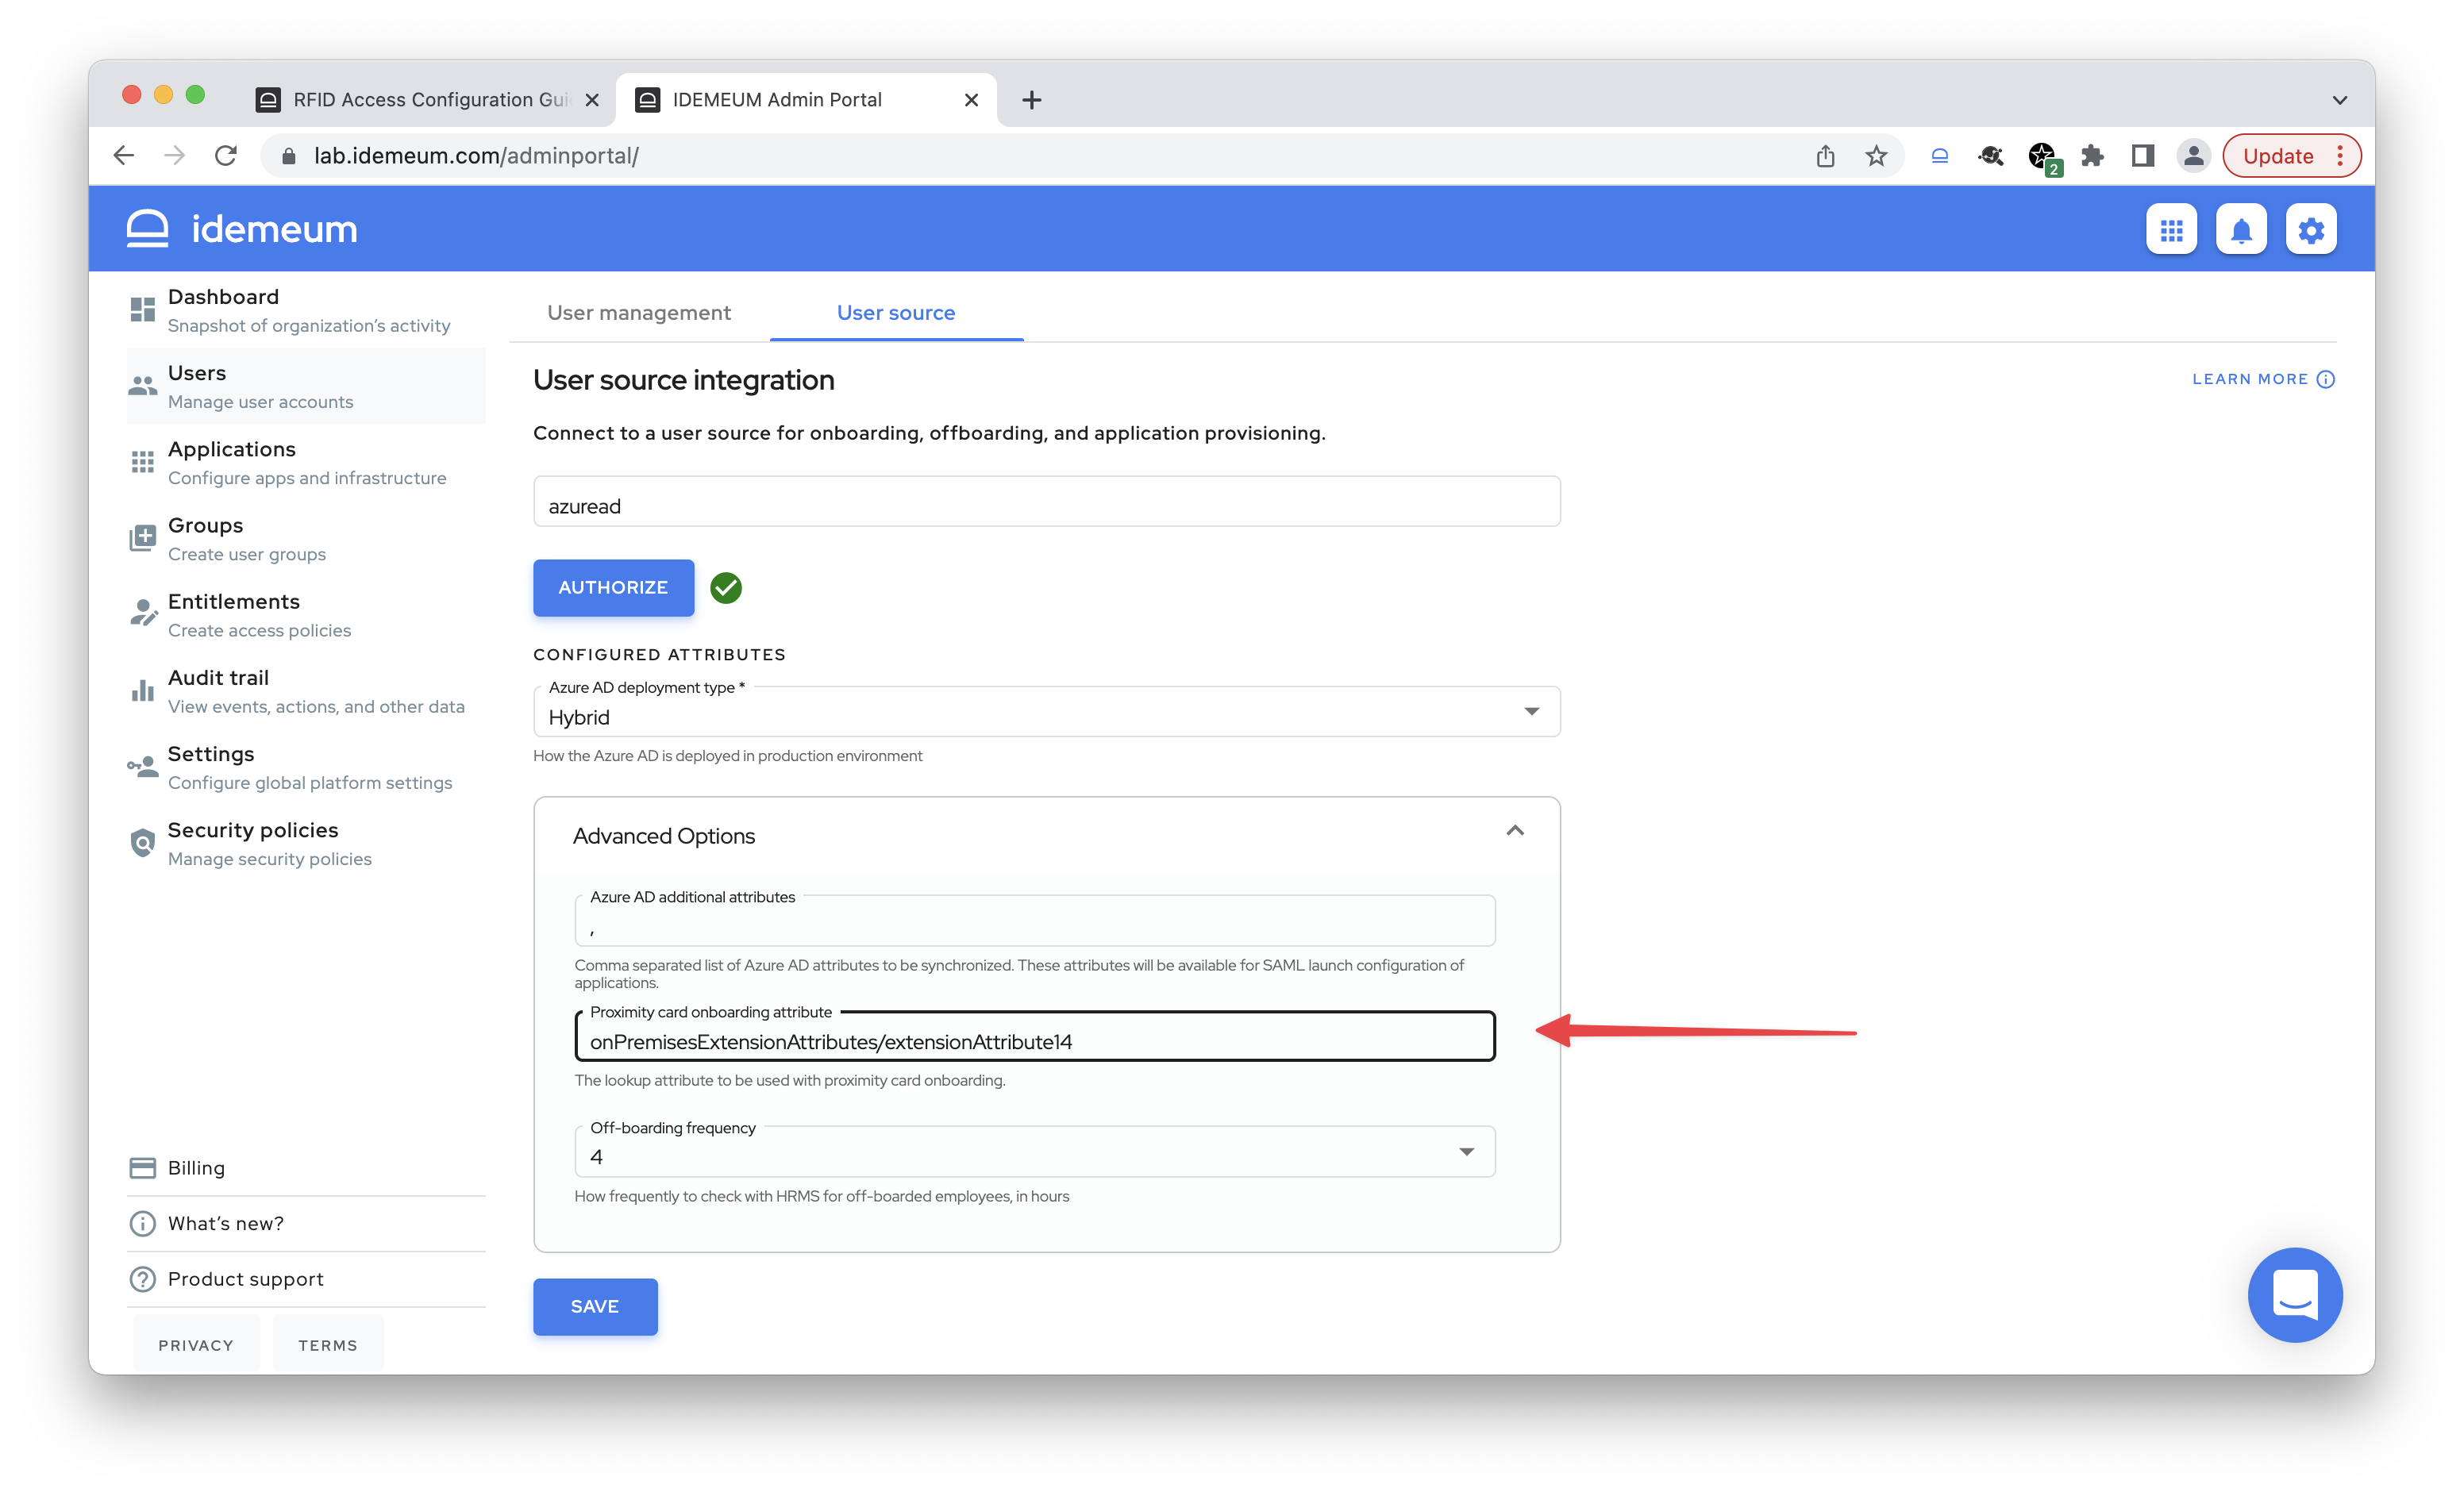 RFID Access Configuration Gui
IDEMEUM Admin Portal
lab.idemeum.com/adminportal/
2
Update
idemeum
Dashboard
Snapshot of organization's activity
Users
Manage user accounts
Applications
Configure apps and infrastructure
Groups
Create user groups
Entitlements
Create access policies
Audit trail
View events, actions, and other data
Settings
Configure global platform settings
Security policies
Manage security policies
Billing
What's new?
Product support
PRIVACY TERMS
User management User source
User source integration
LEARN MORE
Connect to a user source for onboarding, offboarding, and application provisioning.
azuread
AUTHORIZE
CONFIGURED ATTRIBUTES
Azure AD deployment type *
Hybrid
How the Azure AD is deployed in production environment
Advanced Options
Azure AD additional attributes
,
Comma separated list of Azure AD attributes to be synchronized. These attributes will be available for SAML launch configuration of
applications.
Proximity card onboarding attribute
onPremisesExtensionAttributes/extensionAttribute14
The lookup attribute to be used with proximity card onboarding.
Off-boarding frequency
4
How frequently to check with HRMS for off-boarded employees, in hours
SAVE